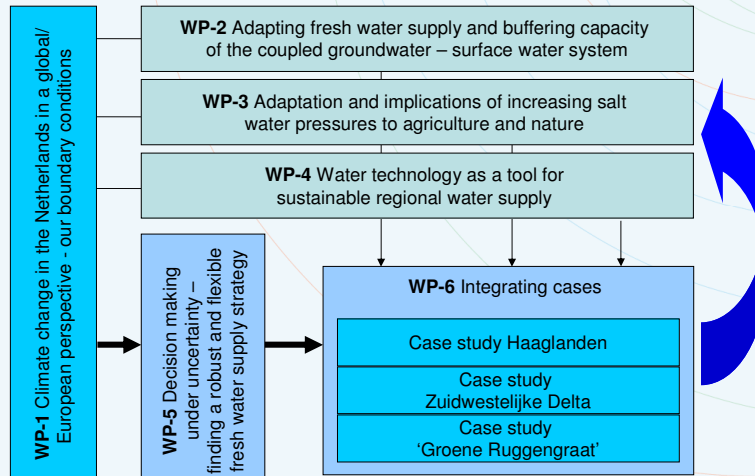 WP-1 Climate change in the Netherlands in a global/
European perspective - our boundary conditions
WP-2 Adapting fresh water supply and buffering capacity
of the coupled groundwater – surface water system
WP-3 Adaptation and implications of increasing salt
water pressures to agriculture and nature
WP-4 Water technology as a tool for
sustainable regional water supply
WP-5 Decision making
under uncertainty –
finding a robust and flexible
fresh water supply strategy
WP-6 Integrating cases
Case study Haaglanden
Case study
Zuidwestelijke Delta
Case study
‘Groene Ruggengraat’